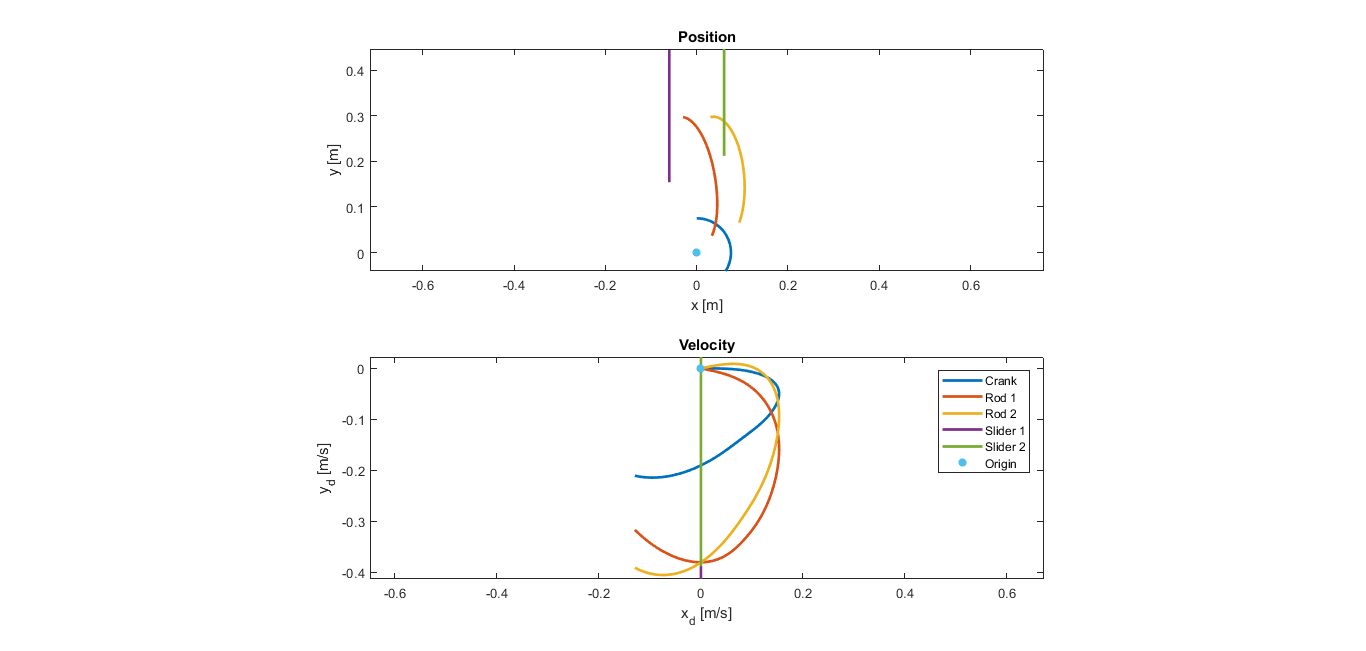 Position
0.4
0.3
0.2
0.1
0
y [m]
-0.6 -0.4 -0.2 0 0.2 0.4 0.6
x [m]
Velocity
0
-0.1
-0.2
-0.3
-0.4
y_d [m/s]
Crank
Rod 1
Rod 2
Slider 1
Slider 2
Origin
-0.6 -0.4 -0.2 0 0.2 0.4 0.6
x_d [m/s]